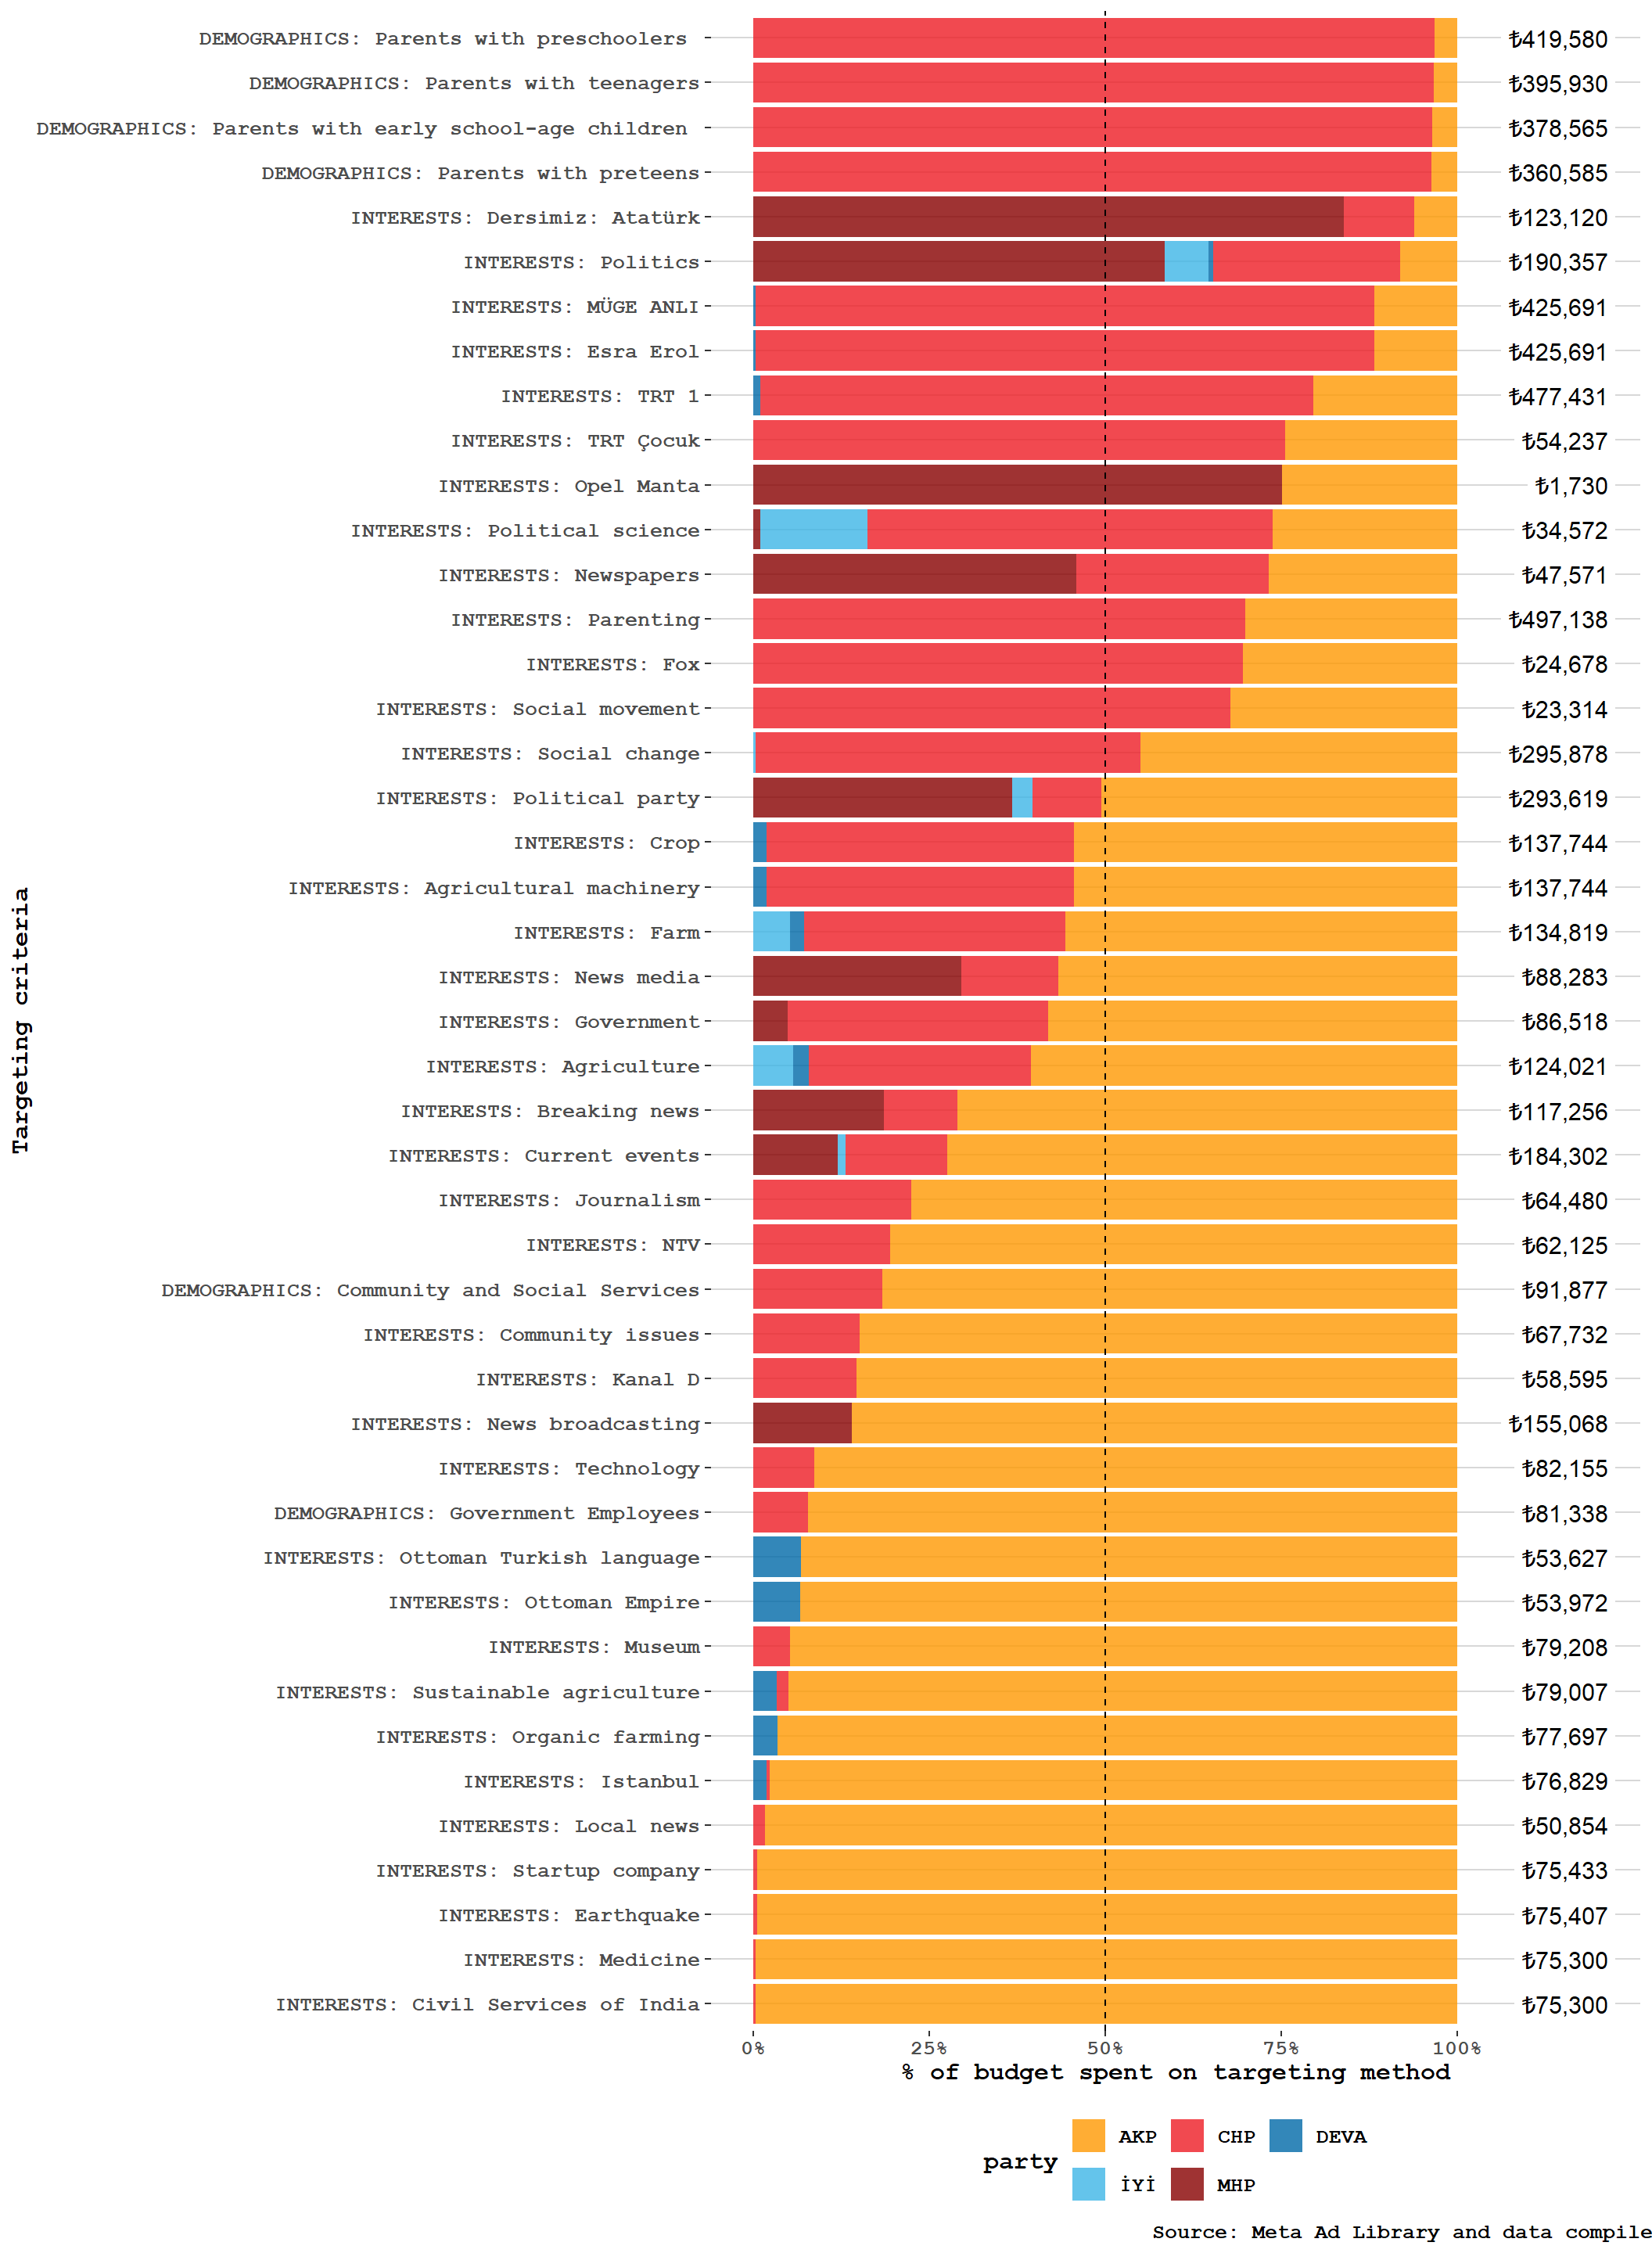 DEMOGRAPHICS: Parents with preschoolers ₺419,580
DEMOGRAPHICS: Parents with teenagers ₺395,930
DEMOGRAPHICS: Parents with early school-age children ₺378,565
DEMOGRAPHICS: Parents with preteens ₺360,585
INTERESTS: Dersimiz: Atatürk ₺123,120
INTERESTS: Politics ₺190,357
INTERESTS: MÜGE ANLI ₺425,691
INTERESTS: Esra Erol ₺425,691
INTERESTS: TRT 1 ₺477,431
INTERESTS: TRT Çocuk ₺54,237
INTERESTS: Opel Manta ₺1,730
INTERESTS: Political science ₺34,572
INTERESTS: Newspapers ₺47,571
INTERESTS: Parenting ₺497,138
INTERESTS: Fox ₺24,678
INTERESTS: Social movement ₺23,314
INTERESTS: Social change ₺295,878
INTERESTS: Political party ₺293,619
INTERESTS: Crop ₺137,744
INTERESTS: Agricultural machinery ₺137,744
INTERESTS: Farm ₺134,819
INTERESTS: News media ₺88,283
INTERESTS: Government ₺86,518
INTERESTS: Agriculture ₺124,021
INTERESTS: Breaking news ₺117,256
INTERESTS: Current events ₺184,302
INTERESTS: Journalism ₺64,480
INTERESTS: NTV ₺62,125
DEMOGRAPHICS: Community and Social Services ₺91,877
INTERESTS: Community issues ₺67,732
INTERESTS: Kanal D ₺58,595
INTERESTS: News broadcasting ₺155,068
INTERESTS: Technology ₺82,155
DEMOGRAPHICS: Government Employees ₺81,338
INTERESTS: Ottoman Turkish language ₺53,627
INTERESTS: Ottoman Empire ₺53,972
INTERESTS: Museum ₺79,208
INTERESTS: Sustainable agriculture ₺79,007
INTERESTS: Organic farming ₺77,697
INTERESTS: Istanbul ₺76,829
INTERESTS: Local news ₺50,854
INTERESTS: Startup company ₺75,433
INTERESTS: Earthquake ₺75,407
INTERESTS: Medicine ₺75,300
INTERESTS: Civil Services of India ₺75,300
Targeting criteria
0% 25% 50% 75% 100%
% of budget spent on targeting method
party
AKP CHP DEVA
İYİ MHP
Source: Meta Ad Library and data compile